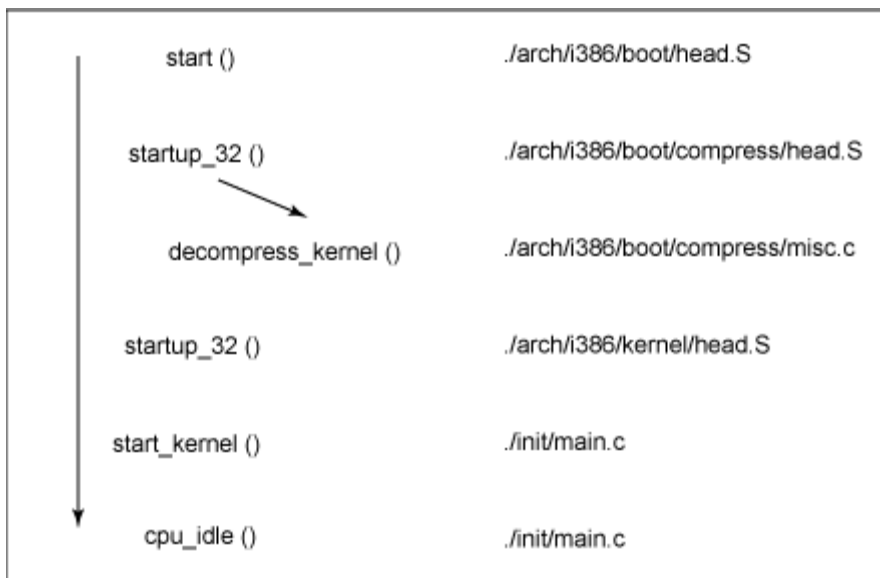 start () ./arch/i386/boot/head.S
startup_32 () ./arch/i386/boot/compress/head.S
decompress_kernel () ./arch/i386/boot/compress/misc.c
startup_32 () ./arch/i386/kernel/head.S
start_kernel () ./init/main.c
cpu_idle () ./init/main.c